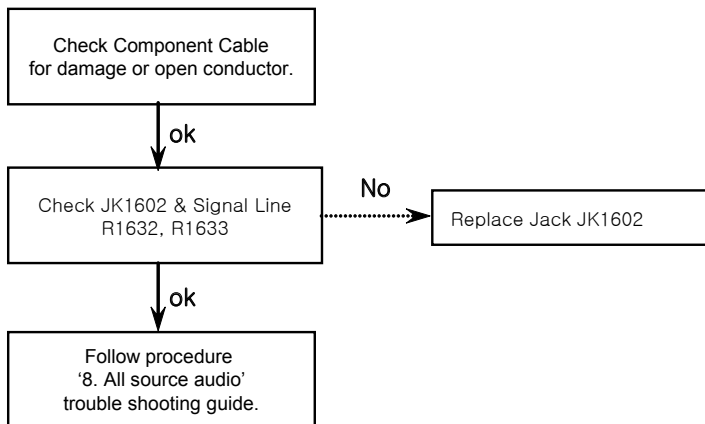 Check Component Cable
for damage or open conductor.
ok
Check JK1602 & Signal Line
R1632, R1633
No
Replace Jack JK1602
ok
Follow procedure
‘8. All source audio’
trouble shooting guide.